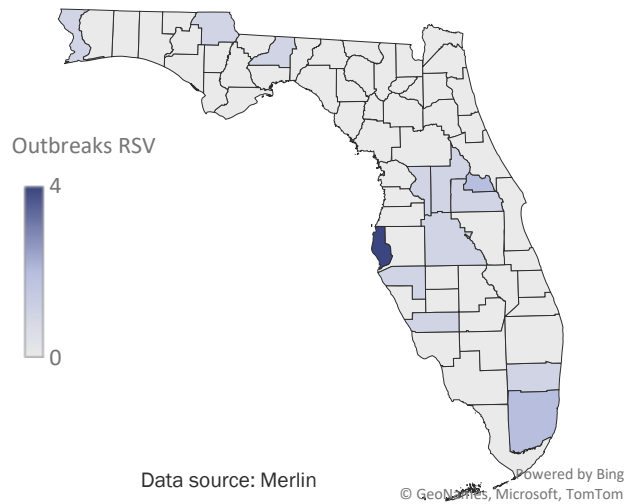 Outbreaks RSV
4
0
Data source: Merlin
Powered by Bing
© GeoNames, Microsoft, TomTom